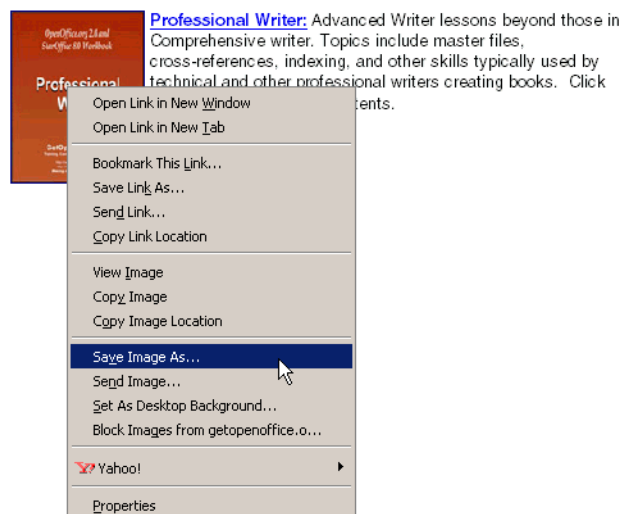 OpenOffice.org 2.0 and
StarOffice 80 Workbook
Professional
W
Professional Writer: Advanced Writer lessons beyond those in
Comprehensive writer. Topics include master files,
cross-references, indexing, and other skills typically used by
technical and other professional writers creating books. Click
tents.
Open Link in New Window
Open Link in New Tab
Bookmark This Link...
Save Link As...
Send Link...
Copy Link Location
View Image
Copy Image
Copy Image Location
Save Image As...
Send Image...
Set As Desktop Background...
Block Images from getopenoffice.o...
Yahoo!
Properties